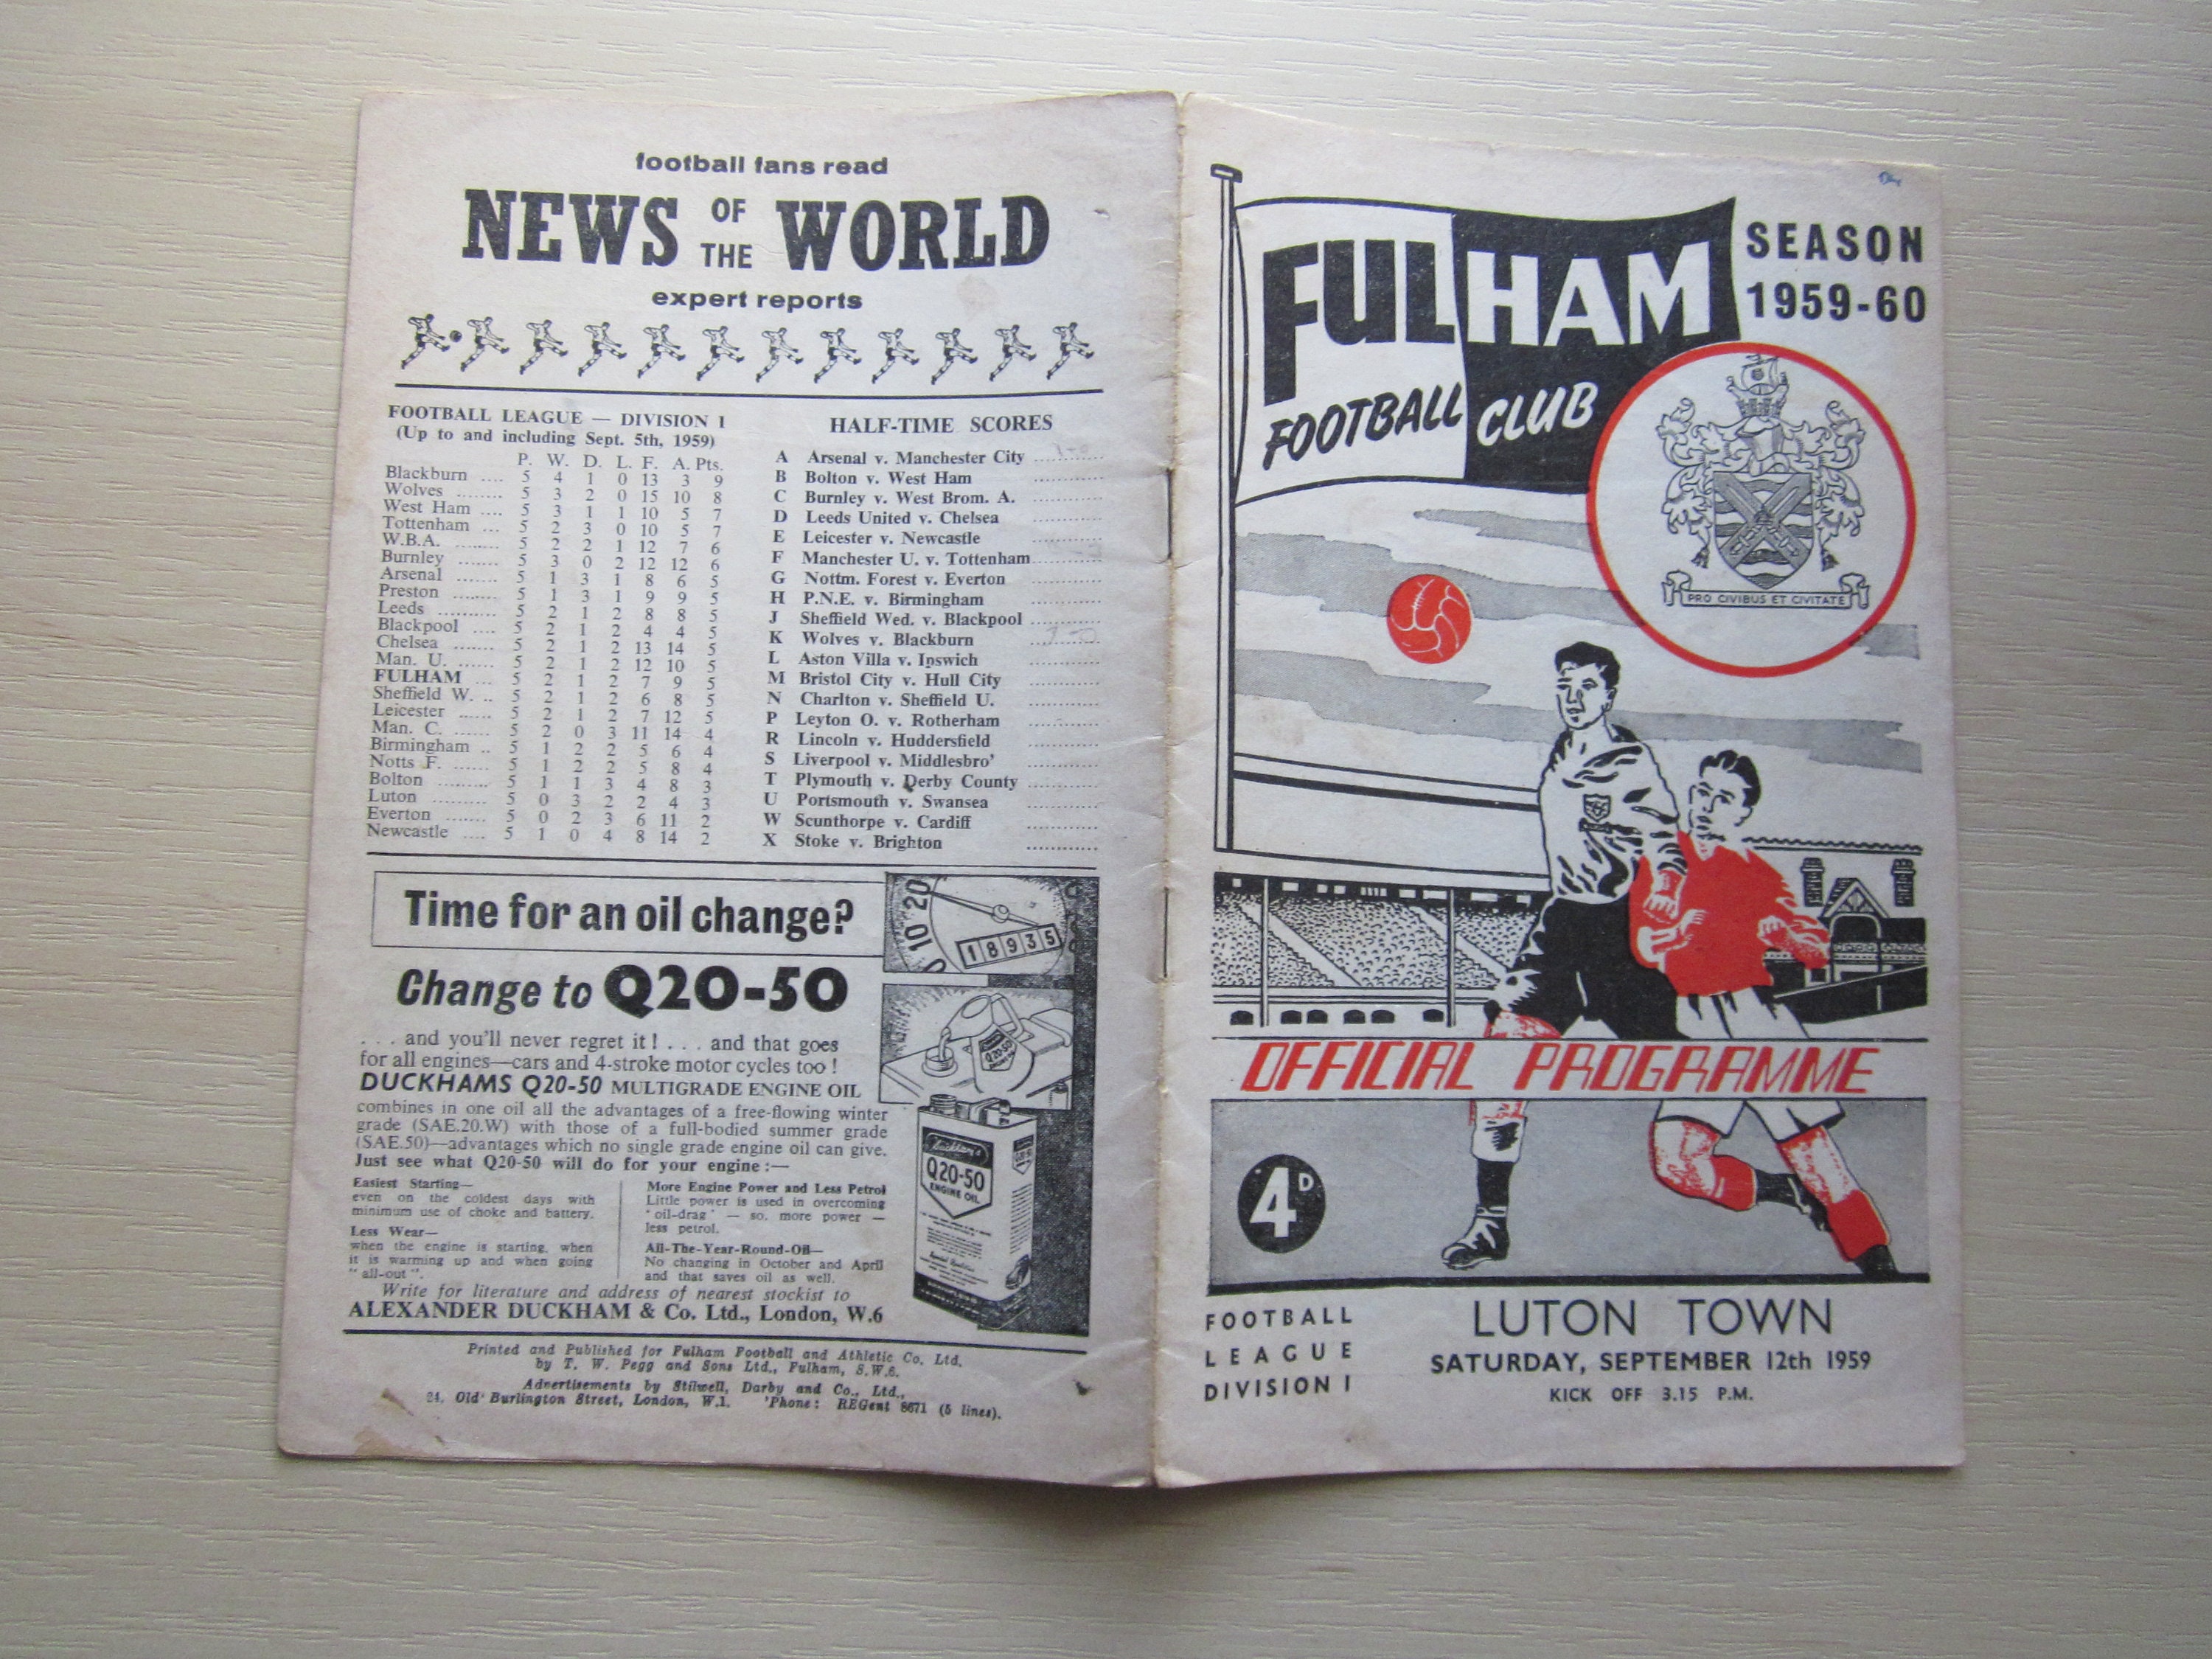 football fans read
NEWS OF THE WORLD
expert reports
FOOTBALL LEAGUE — DIVISION 1
(Up to and including Sept. 5th, 1959)
P. W. D. L. F. A. Pts.
Blackburn .... 5 4 1 0 13 3 9
Wolves ........ 5 3 2 0 15 10 8
West Ham .... 5 3 1 1 10 5 7
Tottenham ... 5 2 3 0 10 5 7
W.B.A. ........ 5 2 2 1 12 7 6
Burnley ....... 5 3 0 2 12 12 6
Arsenal ....... 5 1 3 1 8 6 5
Preston ........ 5 1 3 1 9 9 5
Leeds .......... 5 2 1 2 8 8 5
Blackpool .... 5 2 1 2 4 4 5
Chelsea ....... 5 2 1 2 13 14 5
Man. U. ...... 5 2 1 2 12 10 5
FULHAM ... 5 2 1 2 7 9 5
Sheffield W. .. 5 2 1 2 6 8 5
Leicester ...... 5 2 1 2 7 12 5
Man. C. ...... 5 2 0 3 11 14 4
Birmingham .. 5 1 2 2 5 6 4
Notts F. ...... 5 1 2 2 5 8 4
Bolton ......... 5 1 1 3 4 8 3
Luton ......... 5 0 3 2 2 4 3
Everton ....... 5 0 2 3 6 11 2
Newcastle .... 5 1 0 4 8 14 2
HALF-TIME SCORES
A Arsenal v. Manchester City
B Bolton v. West Ham
C Burnley v. West Brom. A.
D Leeds United v. Chelsea
E Leicester v. Newcastle
F Manchester U. v. Tottenham
G Nottm. Forest v. Everton
H P.N.E. v. Birmingham
J Sheffield Wed. v. Blackpool
K Wolves v. Blackburn
L Aston Villa v. Ipswich
M Bristol City v. Hull City
N Charlton v. Sheffield U.
P Leyton O. v. Rotherham
R Lincoln v. Huddersfield
S Liverpool v. Middlesbro'
T Plymouth v. Derby County
U Portsmouth v. Swansea
W Scunthorpe v. Cardiff
X Stoke v. Brighton
Time for an oil change?
10 20
18935
Change to Q20-50
. . . and you'll never regret it ! . . . and that goes
for all engines—cars and 4-stroke motor cycles too !
DUCKHAMS Q20-50 MULTIGRADE ENGINE OIL
combines in one oil all the advantages of a free-flowing winter
grade (SAE.20.W) with those of a full-bodied summer grade
(SAE.50)—advantages which no single grade engine oil can give.
Just see what Q20-50 will do for your engine :—
Easiest Starting—
even on the coldest days with
minimum use of choke and battery.
Less Wear—
when the engine is starting, when
it is warming up and when going
"all-out".
More Engine Power and Less Petrol
Little power is used in overcoming
'oil-drag' — so, more power —
less petrol.
All-The-Year-Round-Oil—
No changing in October and April
and that saves oil as well.
Q20-50
Duckham's
Q20-50
ENGINE OIL
Write for literature and address of nearest stockist to
ALEXANDER DUCKHAM & Co. Ltd., London, W.6
Printed and Published for Fulham Football and Athletic Co. Ltd.
by T. W. Pegg and Sons Ltd., Fulham, S.W.6.
Advertisements by Stilwell, Darby and Co., Ltd.,
24, Old Burlington Street, London, W.1. 'Phone: REGent 8671 (5 lines).
FULHAM
FOOTBALL CLUB
SEASON
1959-60
PRO CIVIBUS ET CIVITATE
OFFICIAL PROGRAMME
4D
FOOTBALL
LEAGUE
DIVISION I
LUTON TOWN
SATURDAY, SEPTEMBER 12th 1959
KICK OFF 3.15 P.M.